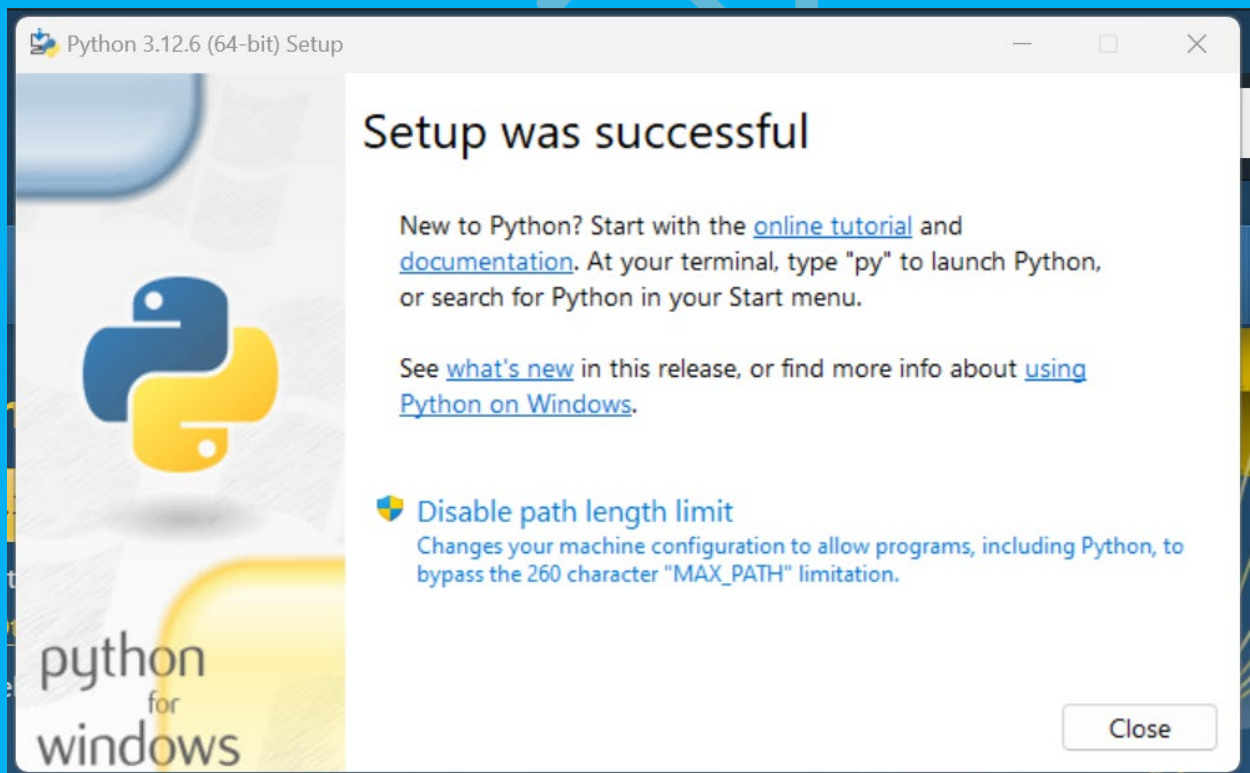 Python 3.12.6 (64-bit) Setup
Setup was successful
New to Python? Start with the online tutorial and
documentation. At your terminal, type "py" to launch Python,
or search for Python in your Start menu.
See what's new in this release, or find more info about using
Python on Windows.
Disable path length limit
Changes your machine configuration to allow programs, including Python, to
bypass the 260 character "MAX_PATH" limitation.
python
for
windows
Close